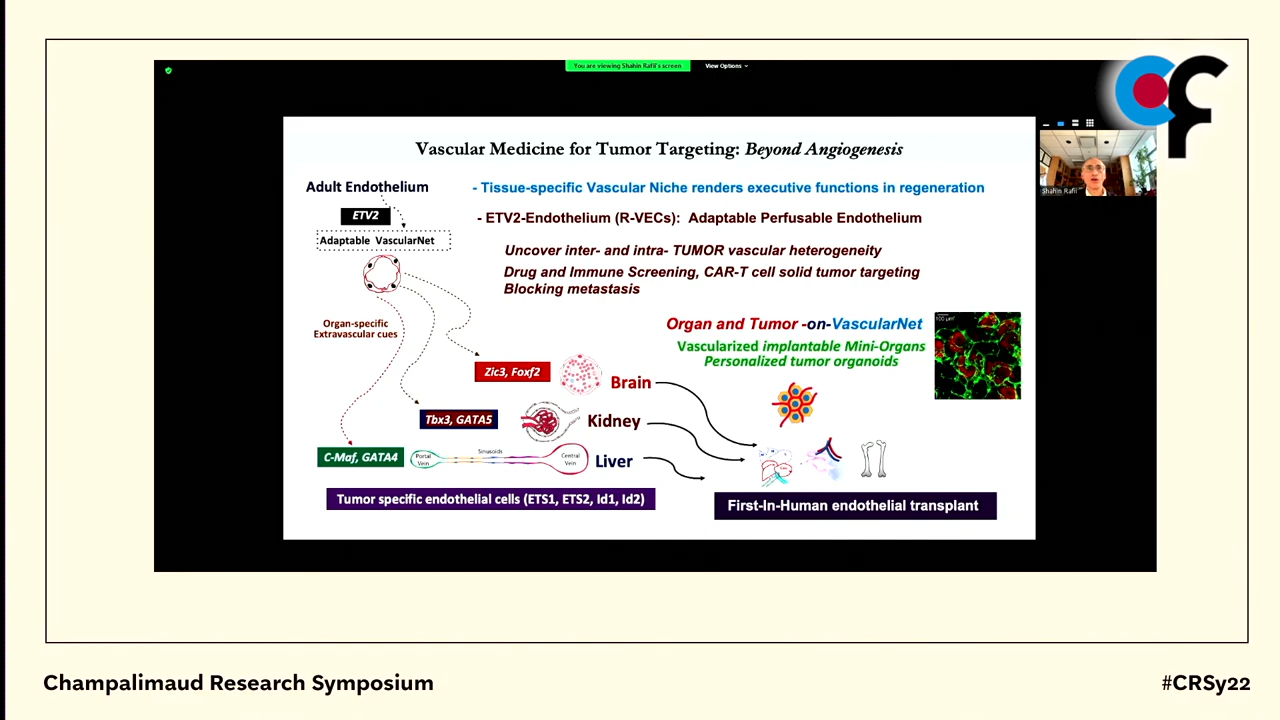 You are viewing Shahin Rafii's screen
View Options
Shahin Rafii
Vascular Medicine for Tumor Targeting: Beyond Angiogenesis
Adult Endothelium
ETV2
Adaptable VascularNet
- Tissue-specific Vascular Niche renders executive functions in regeneration
- ETV2-Endothelium (R-VECs): Adaptable Perfusable Endothelium
Uncover inter- and intra- TUMOR vascular heterogeneity
Drug and Immune Screening, CAR-T cell solid tumor targeting
Blocking metastasis
Organ-specific
Extravascular cues
Organ and Tumor -on-VascularNet
Vascularized implantable Mini-Organs
Personalized tumor organoids
100 µm
Zic3, Foxf2
Brain
Tbx3, GATA5
Kidney
C-Maf, GATA4
Portal
Vein
Sinusoids
Central
Vein
Liver
Tumor specific endothelial cells (ETS1, ETS2, Id1, Id2)
First-In-Human endothelial transplant
Champalimaud Research Symposium
#CRSy22